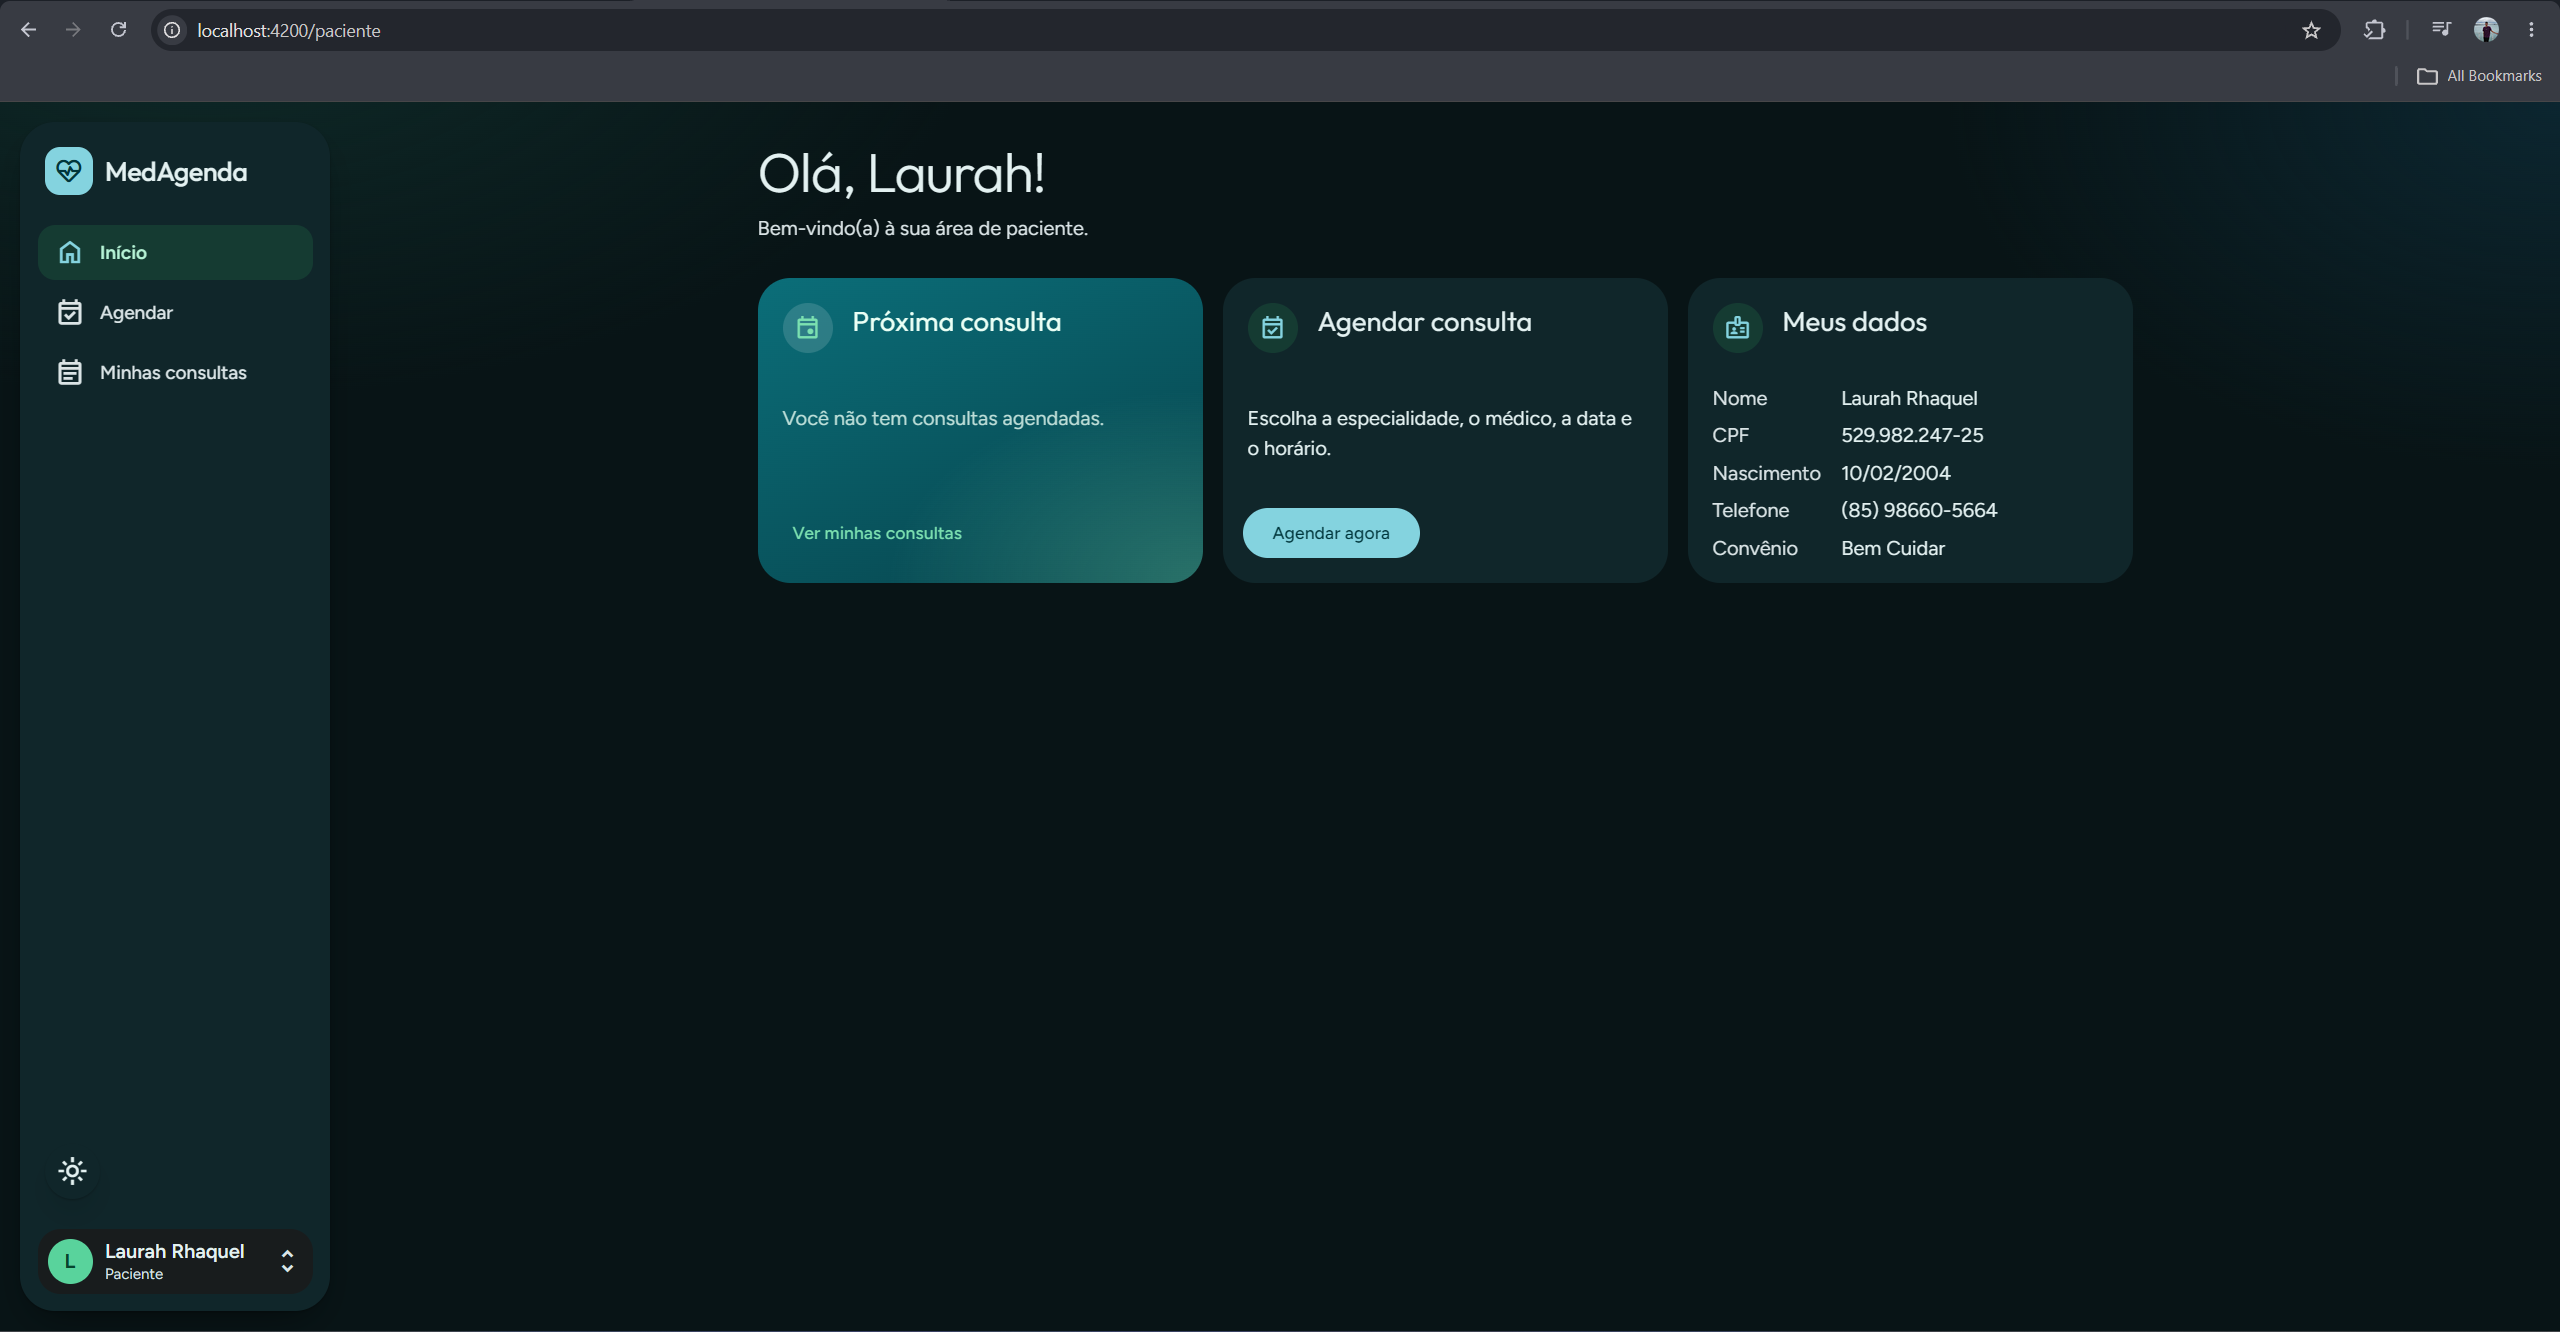 localhost:4200/paciente
All Bookmarks
MedAgenda
Início
Agendar
Minhas consultas
Olá, Laurah!
Bem-vindo(a) à sua área de paciente.
Próxima consulta
Você não tem consultas agendadas.
Ver minhas consultas
Agendar consulta
Escolha a especialidade, o médico, a data e
o horário.
Agendar agora
Meus dados
Nome Laurah Rhaquel
CPF 529.982.247-25
Nascimento 10/02/2004
Telefone (85) 98660-5664
Convênio Bem Cuidar
L
Laurah Rhaquel
Paciente